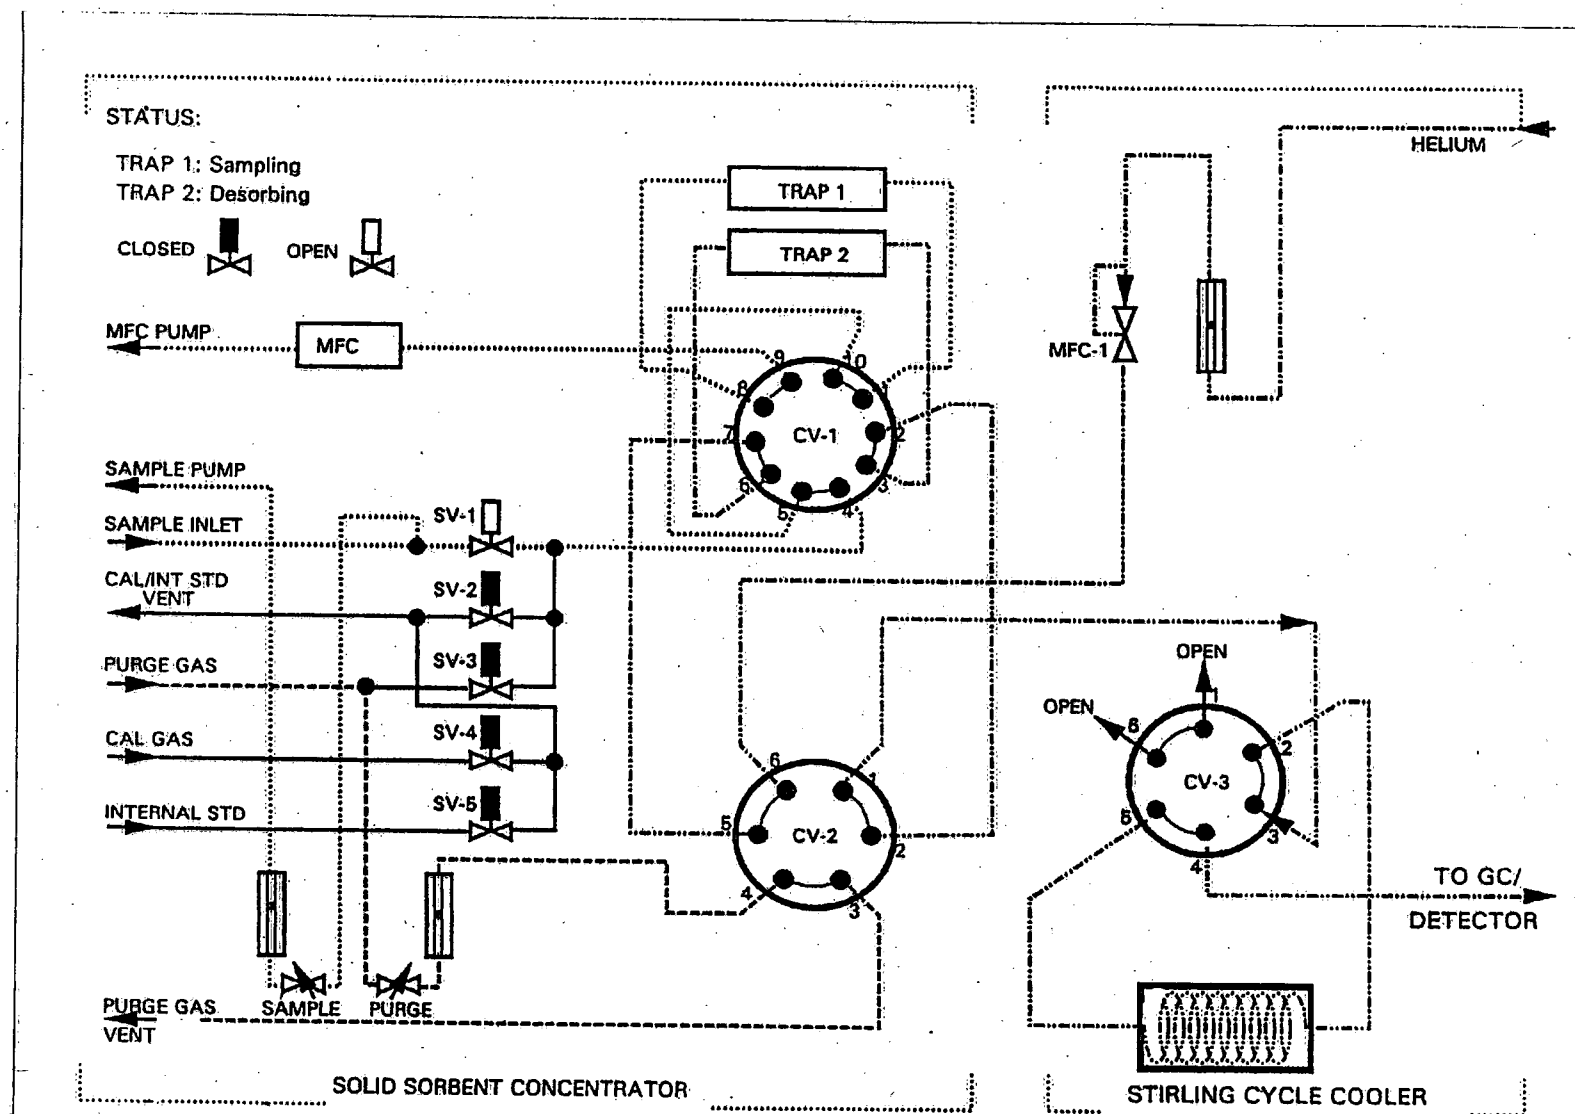 STATUS:
TRAP 1: Sampling
TRAP 2: Desorbing
CLOSED
OPEN
HELIUM
TRAP 1
TRAP 2
MFC PUMP
MFC
MFC-1
9
10
8
1
7
CV-1
2
6
3
5
4
SAMPLE PUMP
SAMPLE INLET
SV-1
CAL/INT STD
VENT
SV-2
PURGE GAS
SV-3
CAL GAS
SV-4
INTERNAL STD
SV-5
6
1
5
CV-2
2
4
3
OPEN
OPEN
1
6
2
CV-3
5
3
4
TO GC/
DETECTOR
SAMPLE
PURGE
PURGE GAS
VENT
SOLID SORBENT CONCENTRATOR
STIRLING CYCLE COOLER